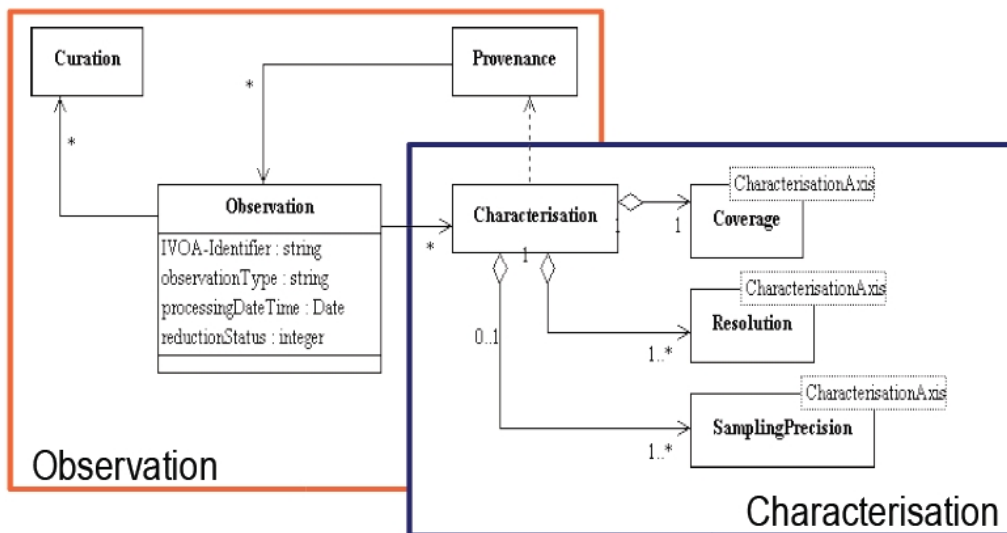 Curation
Provenance
*
*
Observation
IVOA-Identifier : string
observationType : string
processingDateTime : Date
reductionStatus : integer
*
Characterisation
1
1
1
CharacterisationAxis
Coverage
CharacterisationAxis
Resolution
0..1
1..*
CharacterisationAxis
SamplingPrecision
1..*
Observation
Characterisation